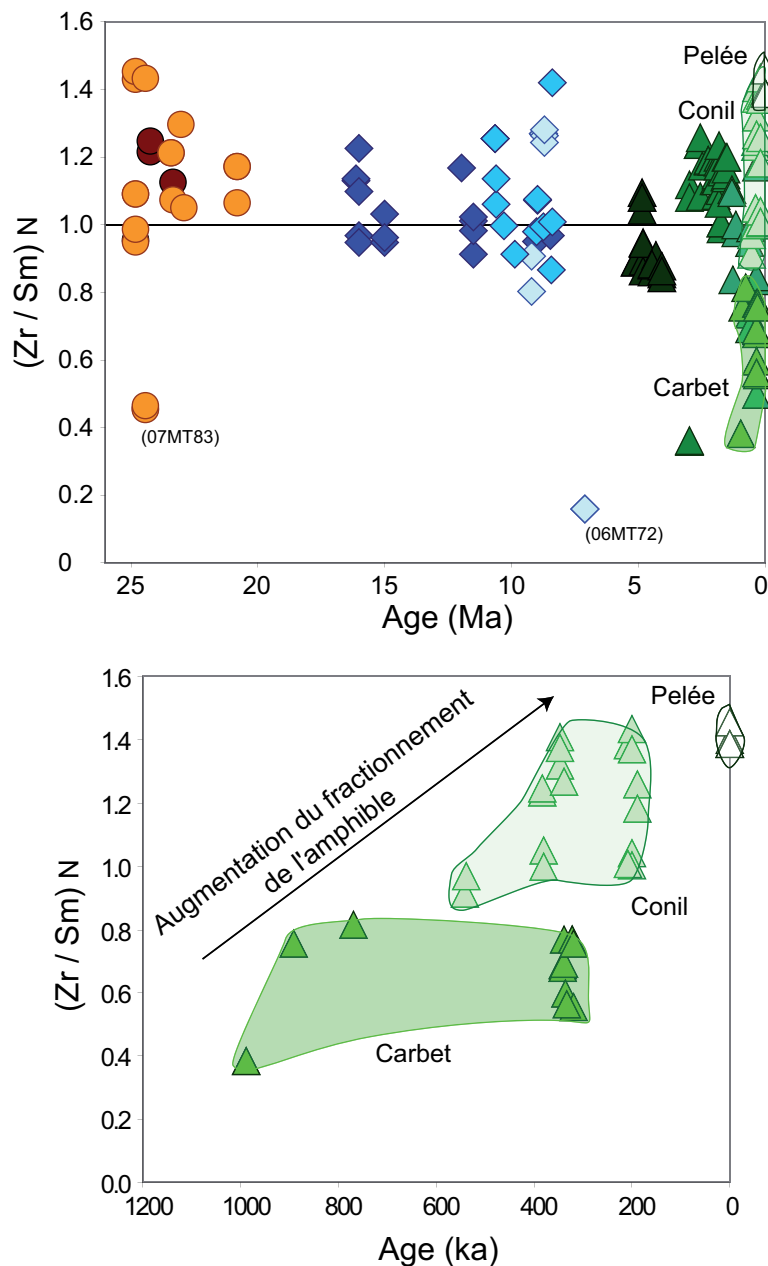 1.6
1.4
1.2
1.0
0.8
0.6
0.4
0.2
0
(Zr / Sm) N
Pelée
Conil
Carbet
(07MT83)
(06MT72)
25
20
15
10
5
0
Age (Ma)
1.6
1.4
1.2
1.0
0.8
0.6
0.4
0.2
0.0
(Zr / Sm) N
Augmentation du fractionnement
de l'amphible
Pelée
Conil
Carbet
1200
1000
800
600
400
200
0
Age (ka)